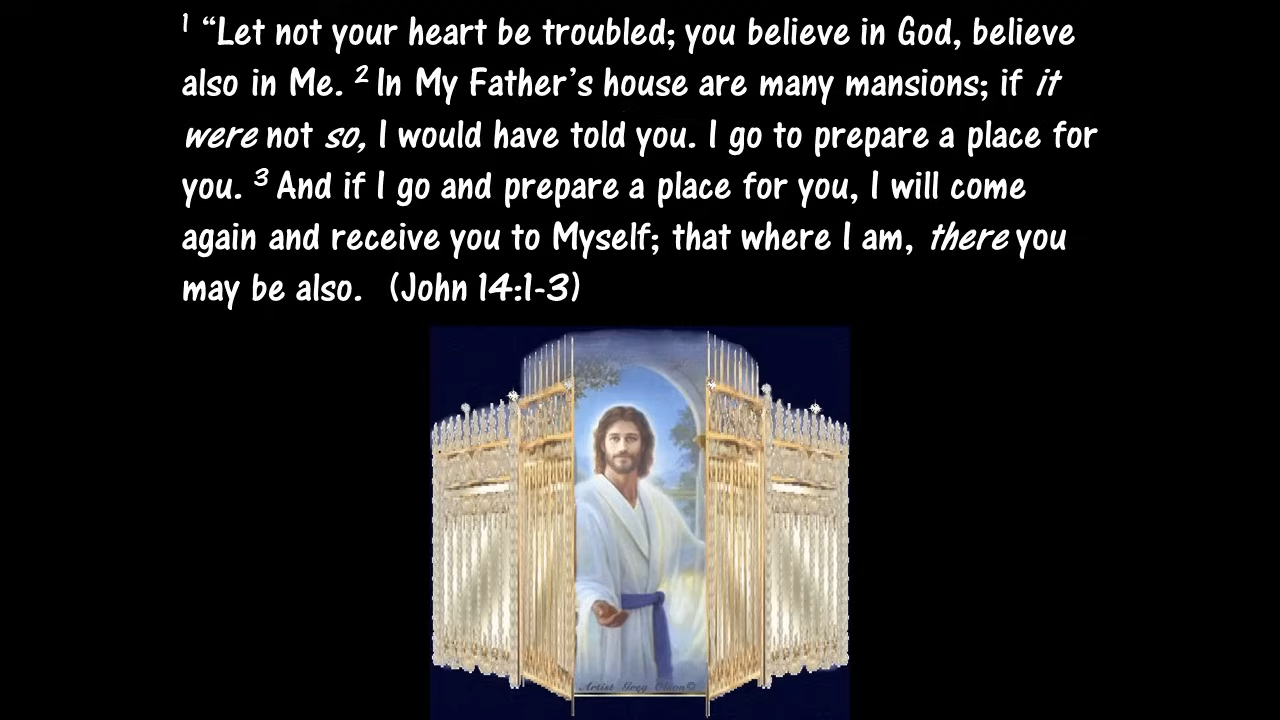 1 “Let not your heart be troubled; you believe in God, believe
also in Me. 2 In My Father’s house are many mansions; if it
were not so, I would have told you. I go to prepare a place for
you. 3 And if I go and prepare a place for you, I will come
again and receive you to Myself; that where I am, there you
may be also. (John 14:1-3)
Artist Greg Olson©